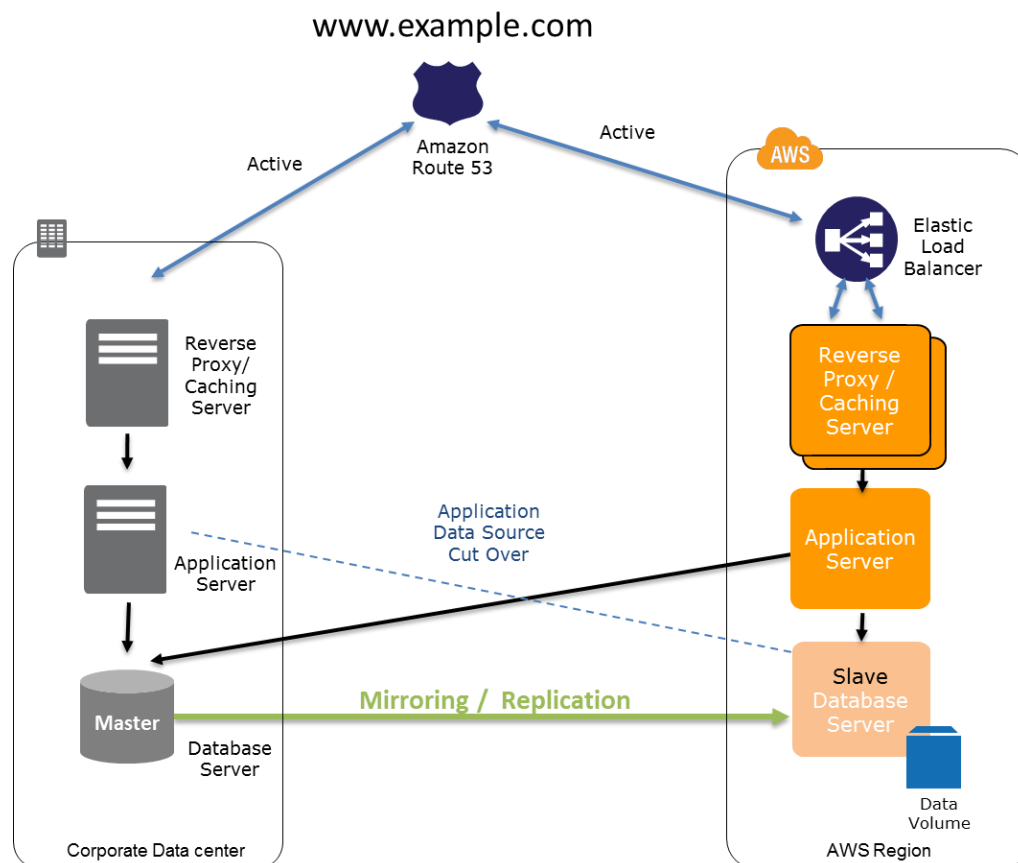 www.example.com
Amazon
Route 53
Active
Active
AWS
Elastic
Load
Balancer
Reverse
Proxy/
Caching
Server
Reverse
Proxy /
Caching
Server
Application
Data Source
Cut Over
Application
Server
Application
Server
Mirroring / Replication
Master
Database
Server
Slave
Database
Server
Data
Volume
Corporate Data center
AWS Region